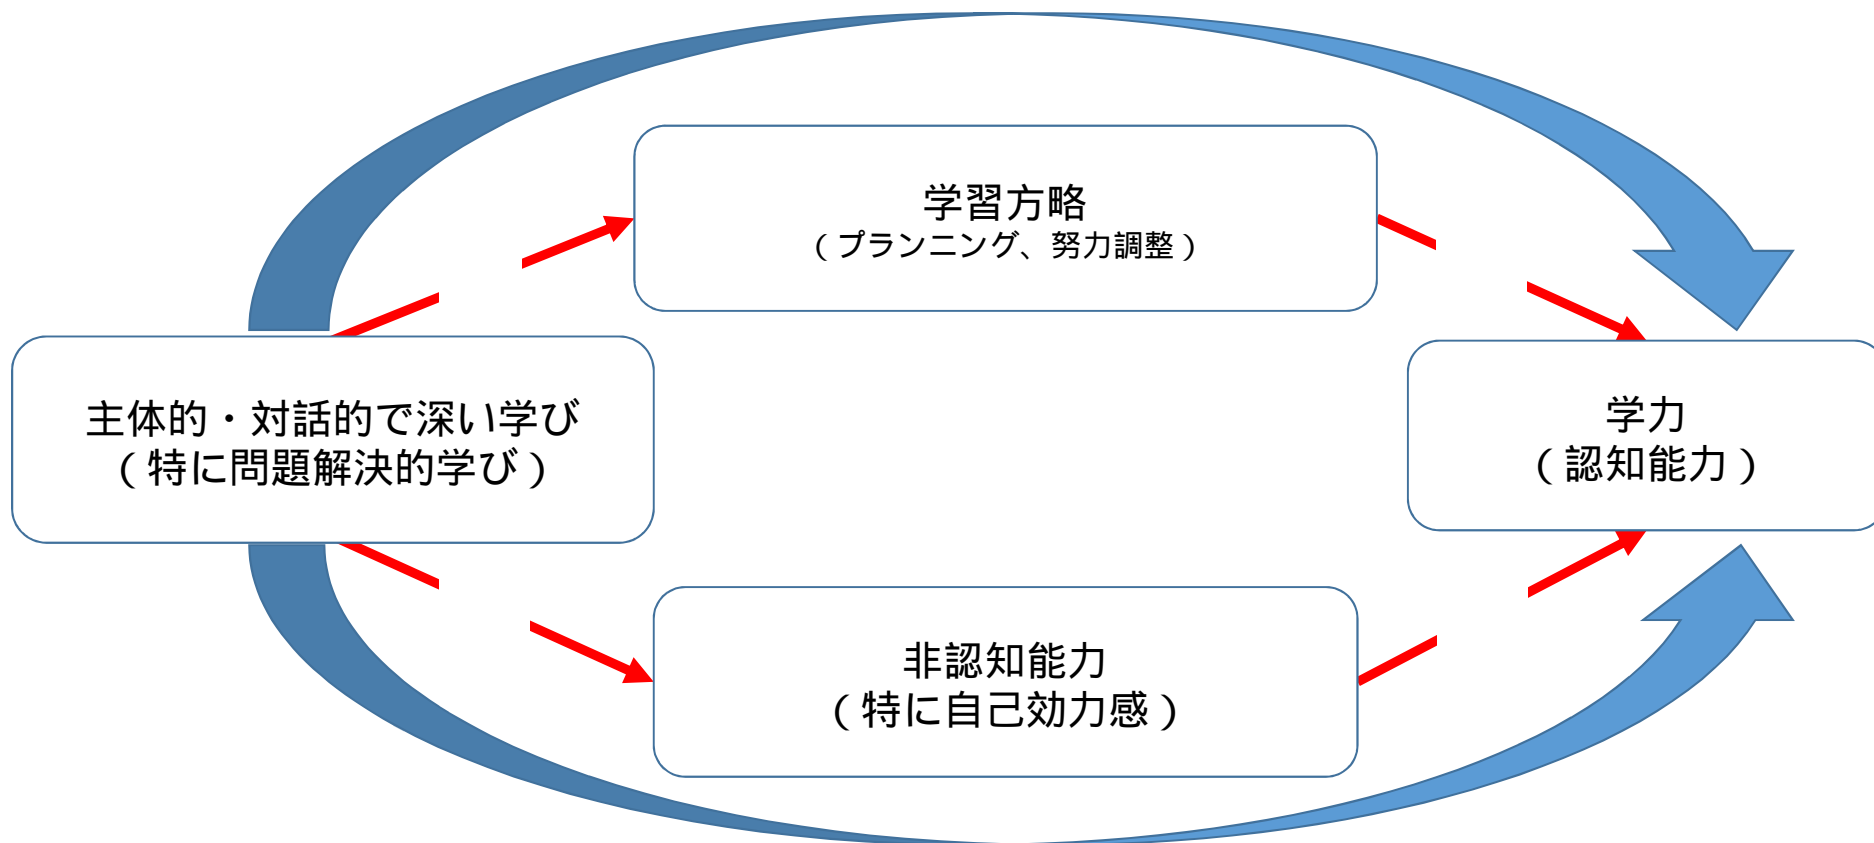 学習方略
（プランニング、努力調整）
主体的・対話的で深い学び
（特に問題解決的学び）
学力
（認知能力）
非認知能力
（特に自己効力感）